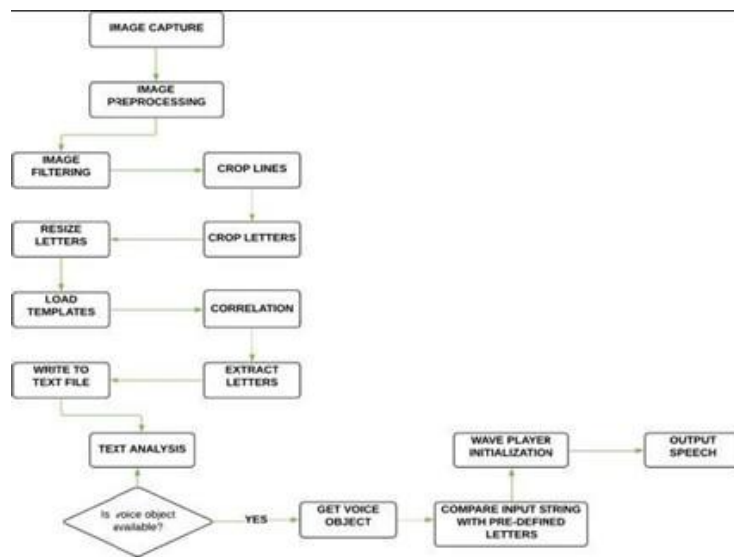 IMAGE CAPTURE
IMAGE
PREPROCESSING
IMAGE
FILTERING
CROP LINES
RESIZE
LETTERS
CROP LETTERS
LOAD
TEMPLATES
CORRELATION
WRITE TO
TEXT FILE
EXTRACT
LETTERS
TEXT ANALYSIS
WAVE PLAYER
INITIALIZATION
OUTPUT
SPEECH
Is voice object
available?
YES
GET VOICE
OBJECT
COMPARE INPUT STRING
WITH PRE-DEFINED
LETTERS